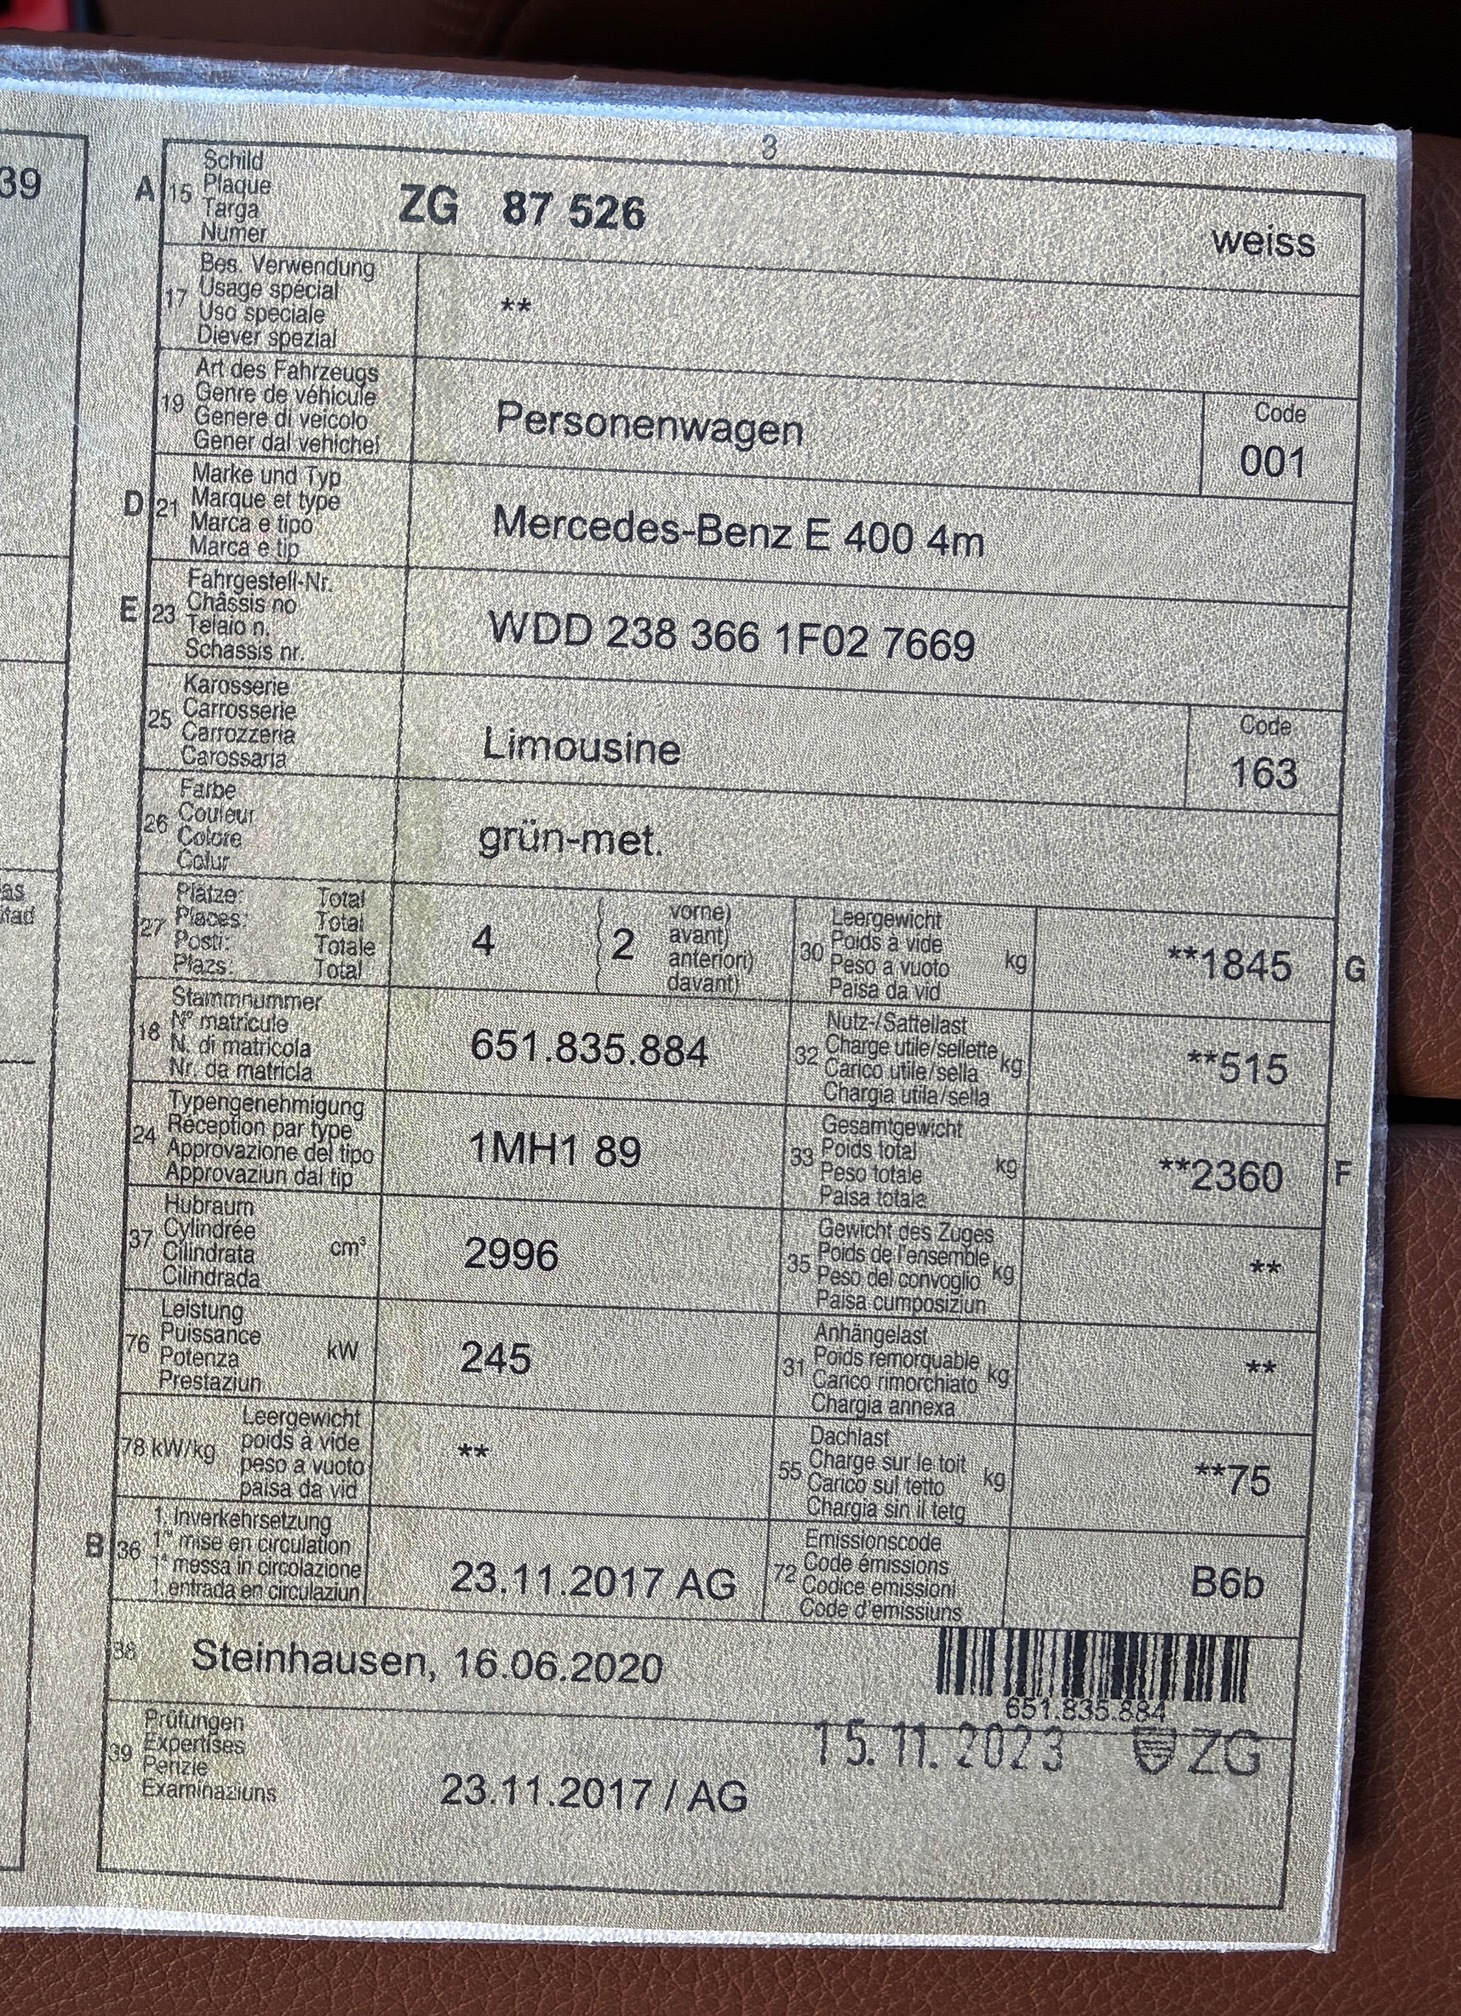 3
39
A 15 Schild
Plaque
Targa
Numer
ZG 87 526 weiss
17 Bes. Verwendung
Usage spécial
Uso speciale
Diever spezial
**
19 Art des Fahrzeugs
Genre de véhicule
Genere di veicolo
Gener dal vehichel
Personenwagen
Code
001
D 21 Marke und Typ
Marque et type
Marca e tipo
Marca e tip
Mercedes-Benz E 400 4m
E 23 Fahrgestell-Nr.
Châssis no
Telaio n.
Schassis nr.
WDD 238 366 1F02 7669
25 Karosserie
Carrosserie
Carrozzeria
Carossaria
Limousine
Code
163
26 Farbe
Couleur
Colore
Colur
grün-met.
as
27 Plätze: Total
Places: Total
Posti: Totale
Plazs: Total
4 2
vorne)
avant)
anteriori)
davant)
30 Leergewicht
Poids à vide
Peso a vuoto
Paisa da vid
kg
**1845 G
18 Stammnummer
N° matricule
N. di matricola
Nr. da matricla
651.835.884
32 Nutz-/Sattellast
Charge utile/sellette
Carico utile/sella
Chargia utila/sella
kg
**515
24 Typengenehmigung
Réception par type
Approvazione del tipo
Approvaziun dal tip
1MH1 89
33 Gesamtgewicht
Poids total
Peso totale
Paisa totala
kg
**2360 F
37 Hubraum
Cylindrée
Cilindrata
Cilindrada
cm³
2996
35 Gewicht des Zuges
Poids de l'ensemble
Peso del convoglio
Paisa cumposiziun
kg
**
76 Leistung
Puissance
Potenza
Prestaziun
kW
245
31 Anhängelast
Poids remorquable
Carico rimorchiato
Chargia annexa
kg
**
78 kW/kg
Leergewicht
poids à vide
peso a vuoto
paisa da vid
**
55 Dachlast
Charge sur le toit
Carico sul tetto
Chargia sin il tetg
kg
**75
B 36 1. Inverkehrsetzung
1re mise en circulation
1a messa in circolazione
1. entrada en circulaziun
23.11.2017 AG
72 Emissionscode
Code émissions
Codice emissioni
Code d'emissiuns
B6b
38 Steinhausen, 16.06.2020
651.835.884
39 Prüfungen
Expertises
Perizie
Examinaziuns
15.11.2023 ZG
23.11.2017 / AG